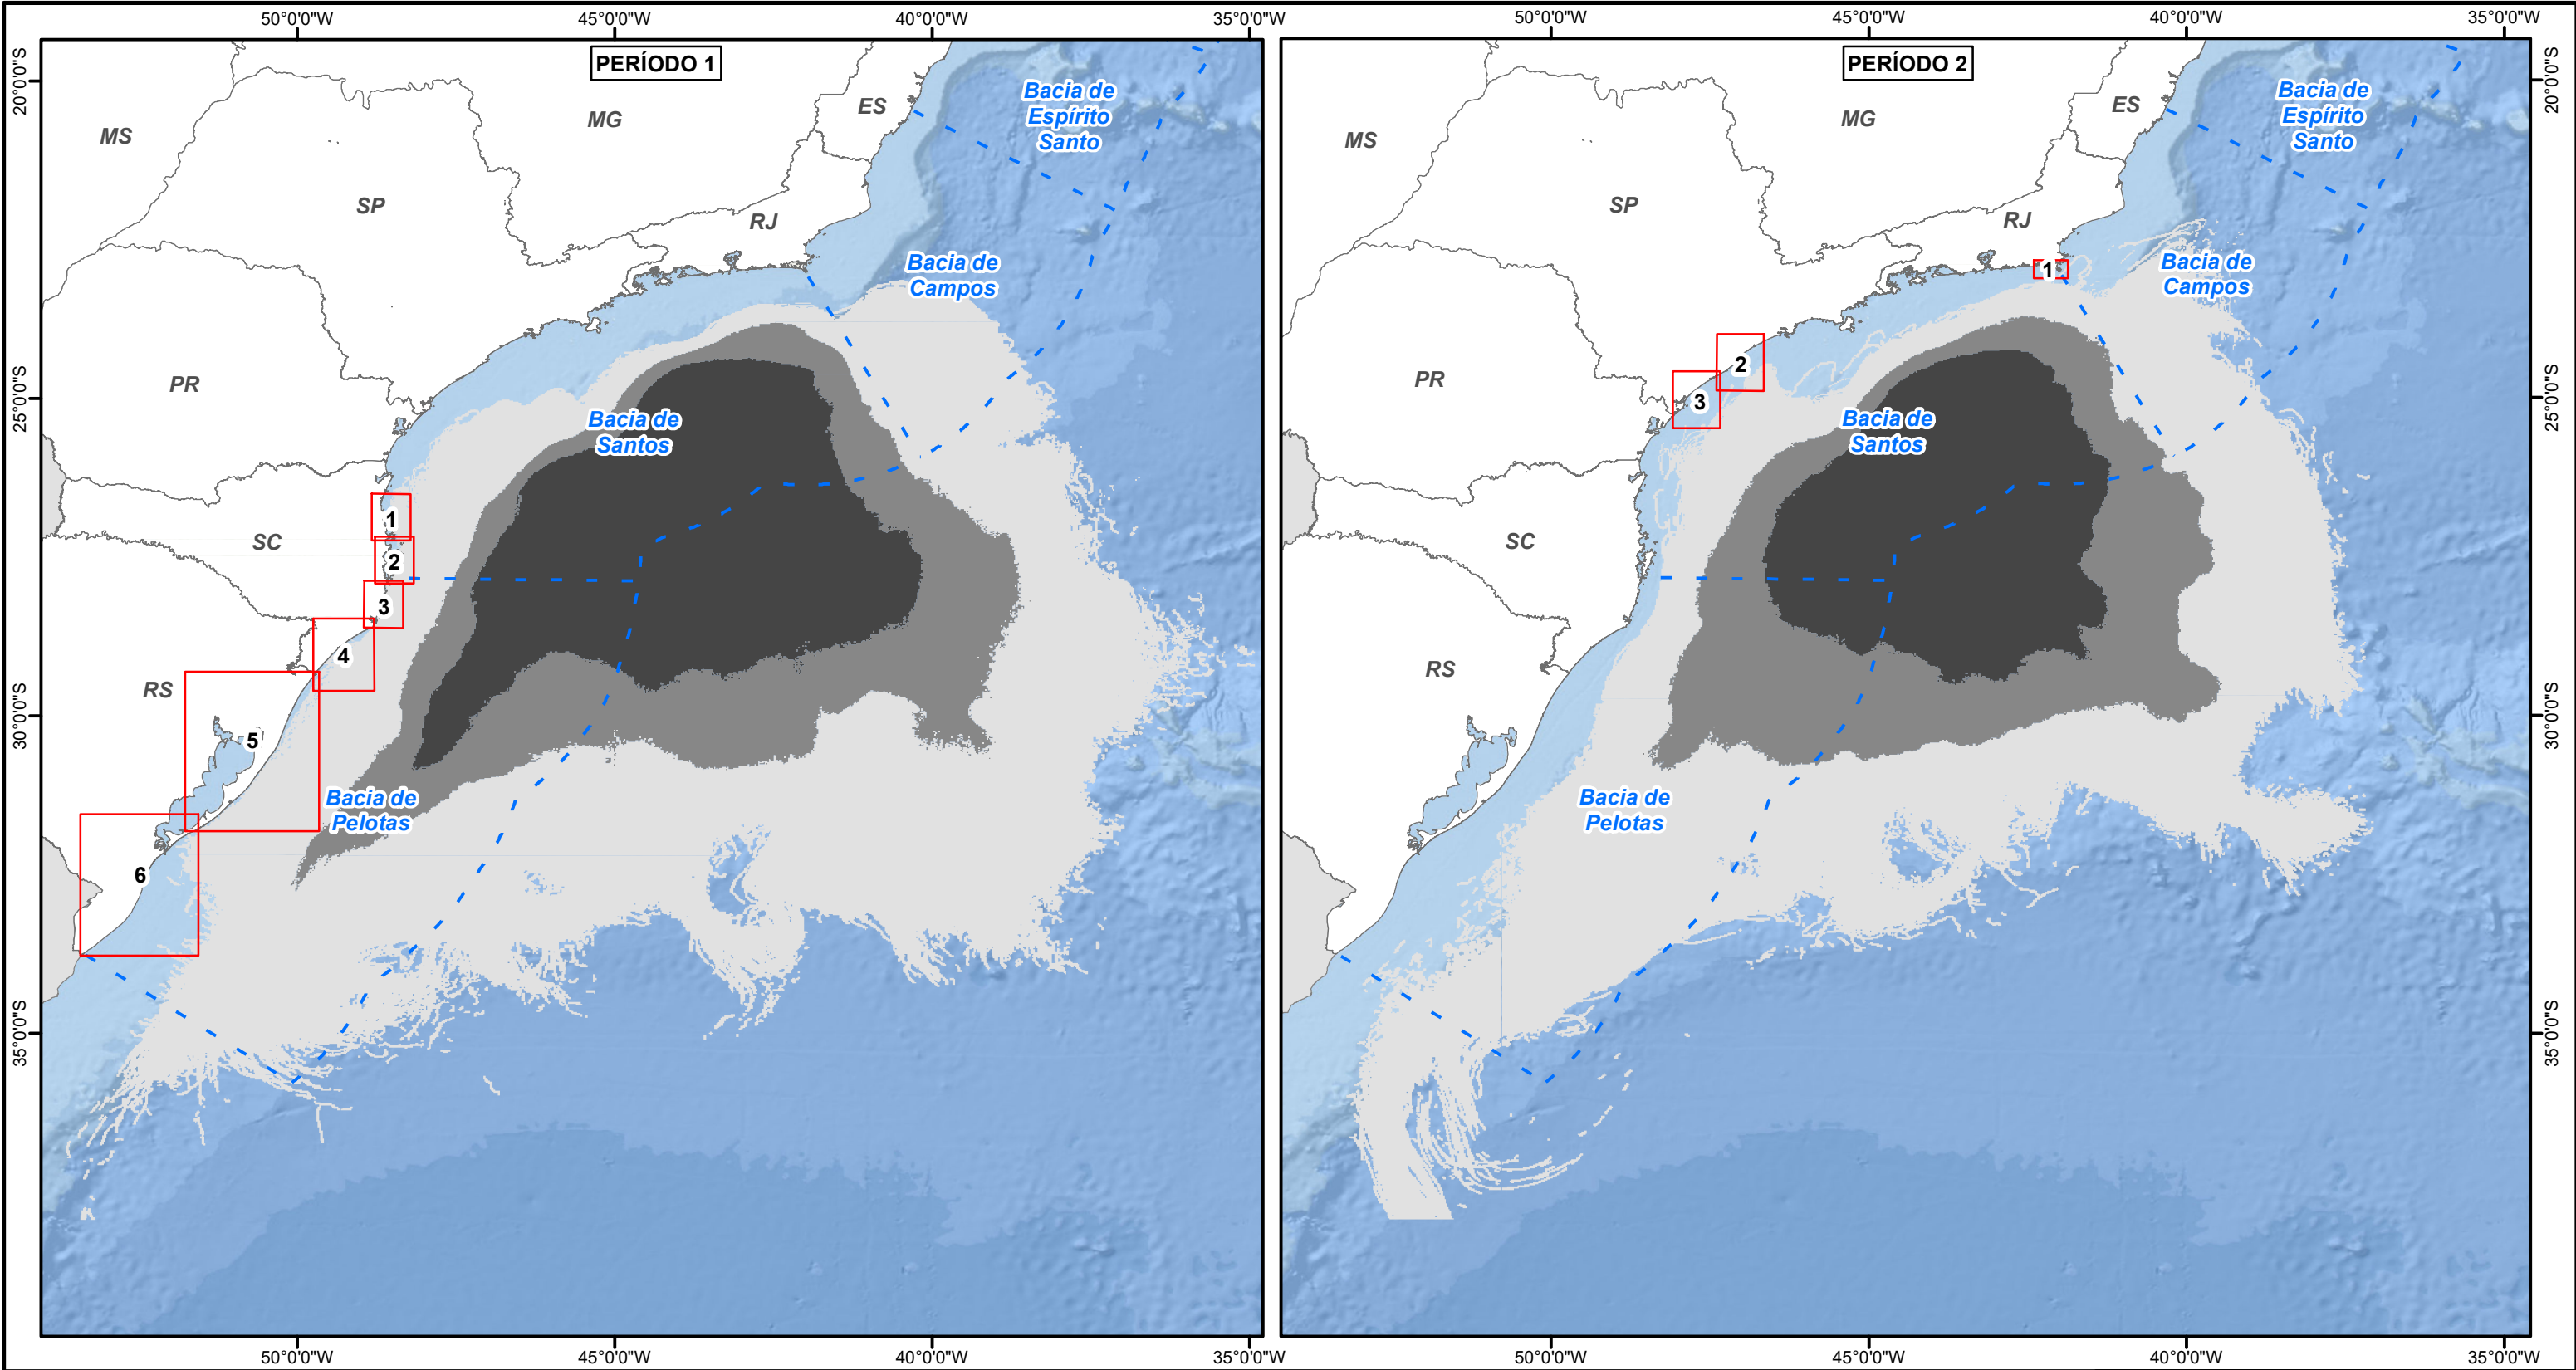 50°0'0"W 45°0'0"W 40°0'0"W 35°0'0"W 50°0'0"W 45°0'0"W 40°0'0"W 35°0'0"W
PERÍODO 1
20°0'0"S
25°0'0"S
30°0'0"S
35°0'0"S
MS
MG
ES
SP
RJ
PR
SC
RS
Bacia de
Espírito
Santo
Bacia de
Campos
Bacia de
Santos
Bacia de
Pelotas
1
2
3
4
5
6
PERÍODO 2
MS
MG
ES
SP
RJ
PR
SC
RS
Bacia de
Espírito
Santo
Bacia de
Campos
Bacia de
Santos
Bacia de
Pelotas
1
2
3
20°0'0"S
25°0'0"S
30°0'0"S
35°0'0"S
50°0'0"W 45°0'0"W 40°0'0"W 35°0'0"W 50°0'0"W 45°0'0"W 40°0'0"W 35°0'0"W